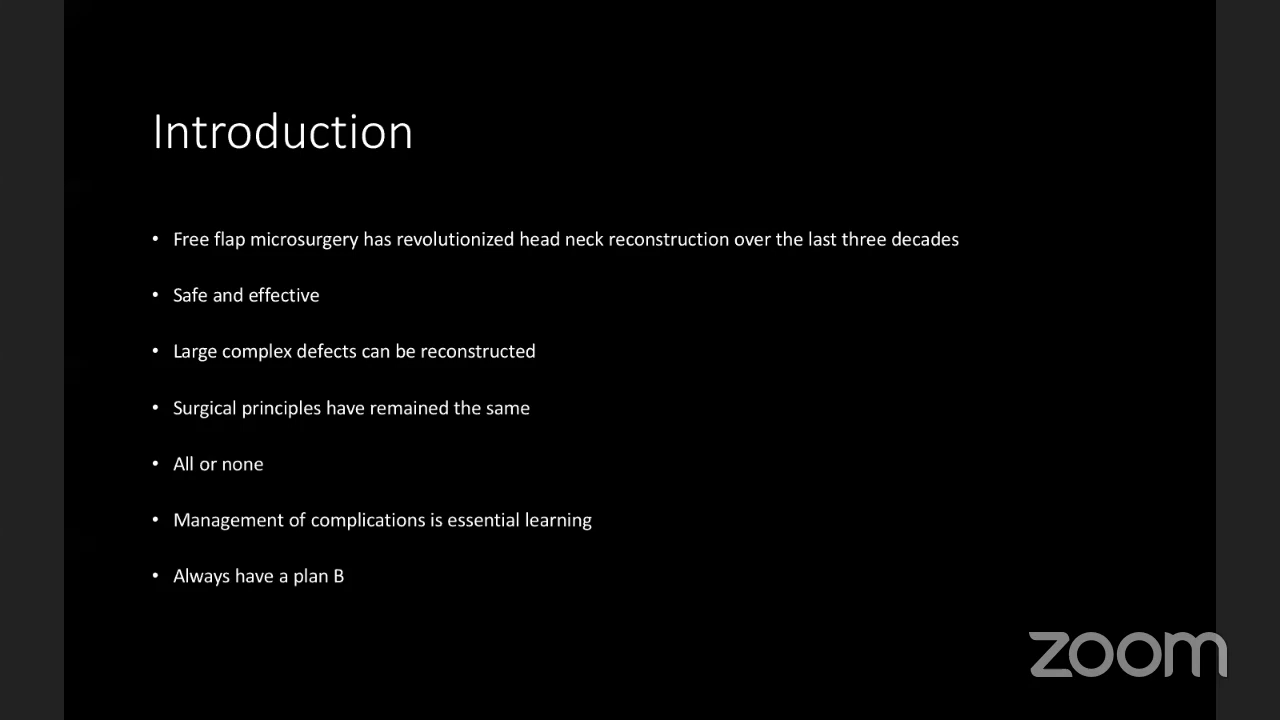 Introduction
• Free flap microsurgery has revolutionized head neck reconstruction over the last three decades
• Safe and effective
• Large complex defects can be reconstructed
• Surgical principles have remained the same
• All or none
• Management of complications is essential learning
• Always have a plan B
zoom